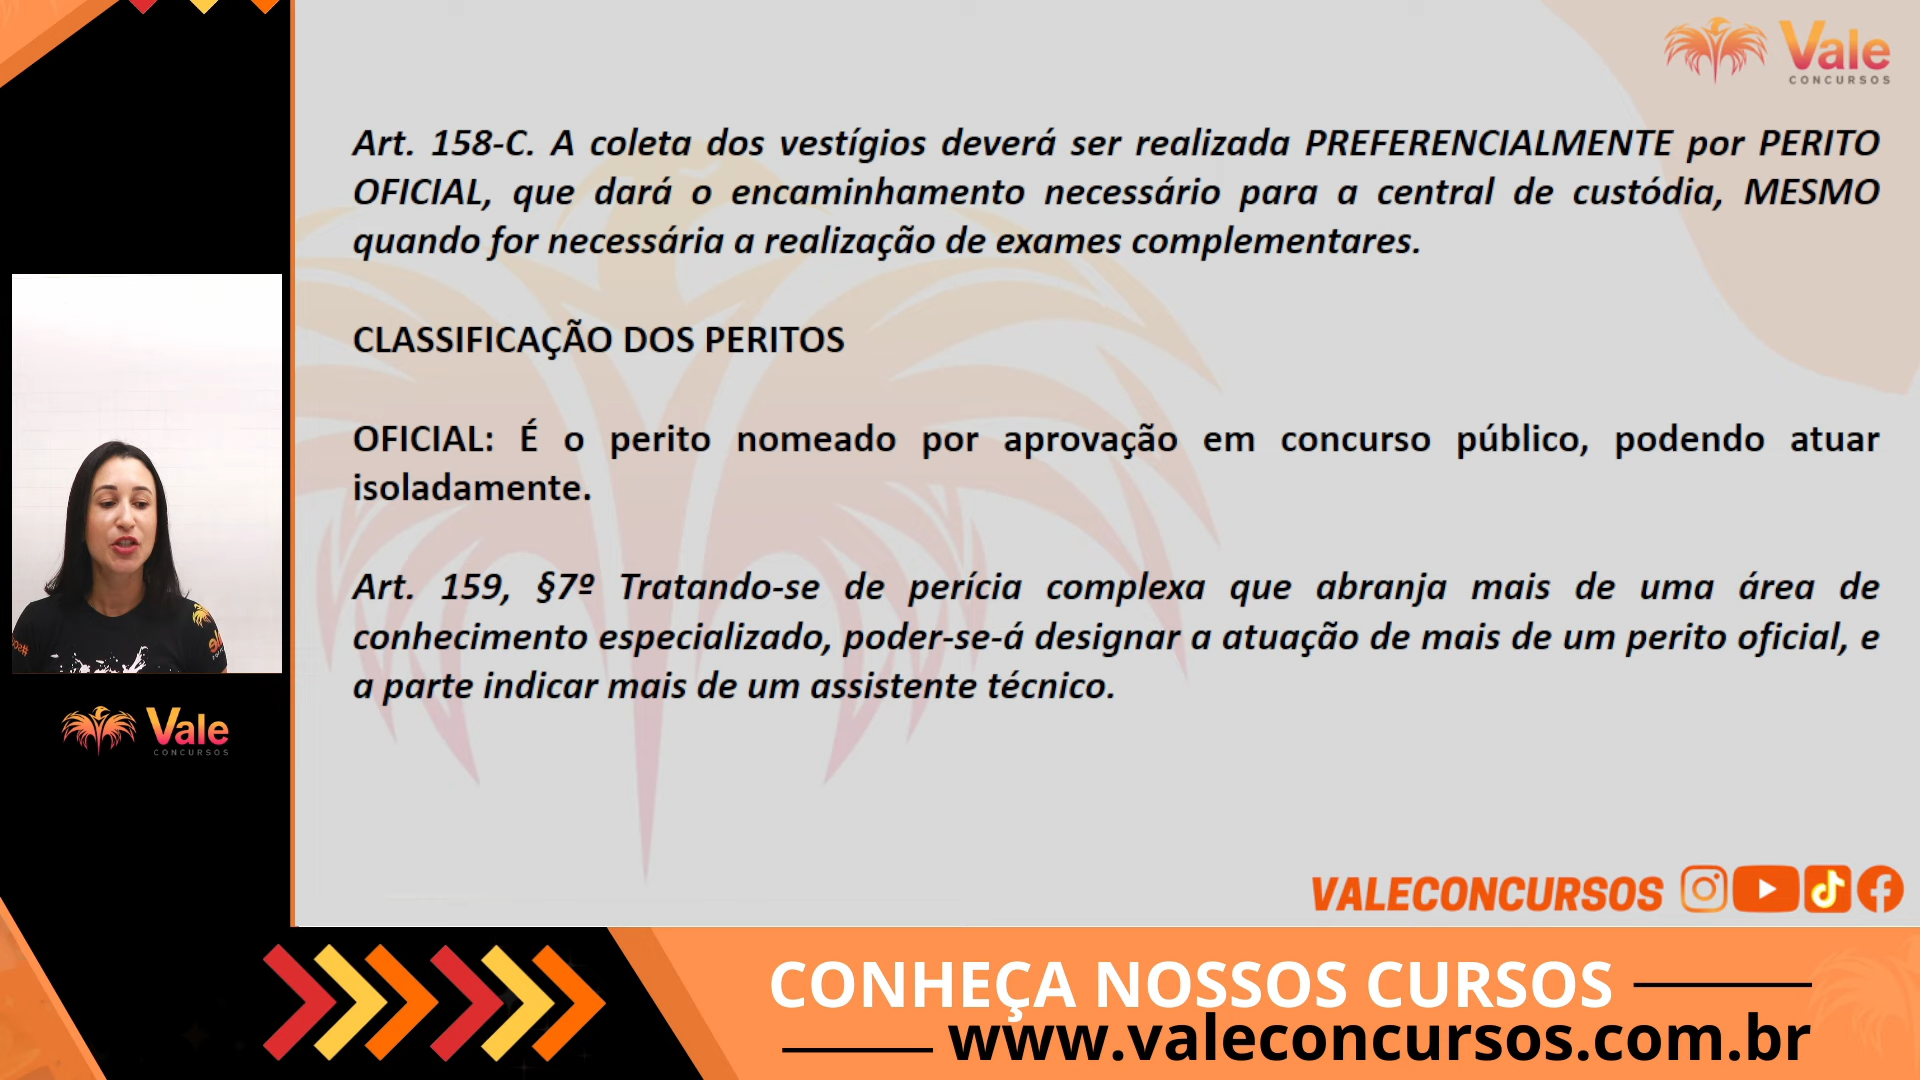 Vale
CONCURSOS
Art. 158-C. A coleta dos vestígios deverá ser realizada PREFERENCIALMENTE por PERITO
OFICIAL, que dará o encaminhamento necessário para a central de custódia, MESMO
quando for necessária a realização de exames complementares.
CLASSIFICAÇÃO DOS PERITOS
OFICIAL: É o perito nomeado por aprovação em concurso público, podendo atuar
isoladamente.
Art. 159, §7º Tratando-se de perícia complexa que abranja mais de uma área de
conhecimento especializado, poder-se-á designar a atuação de mais de um perito oficial, e
a parte indicar mais de um assistente técnico.
Vale
CONCURSOS
VALECONCURSOS
CONHEÇA NOSSOS CURSOS
www.valeconcursos.com.br